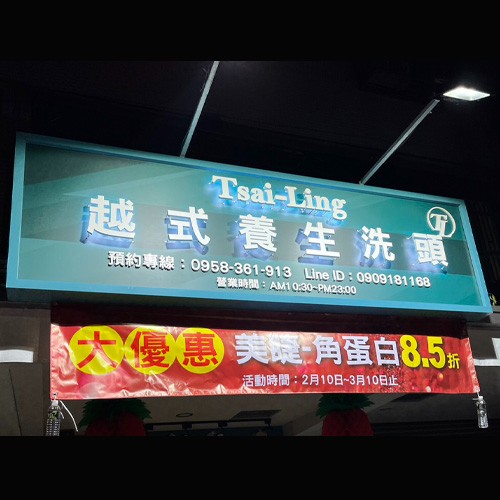 Tsai-Ling
越式養生洗頭
預約專線：0958-361-913 Line ID：0909181168
營業時間：AM10:30~PM23:00
大優惠 美睫-角蛋白8.5折
活動時間：2月10日~3月10日止